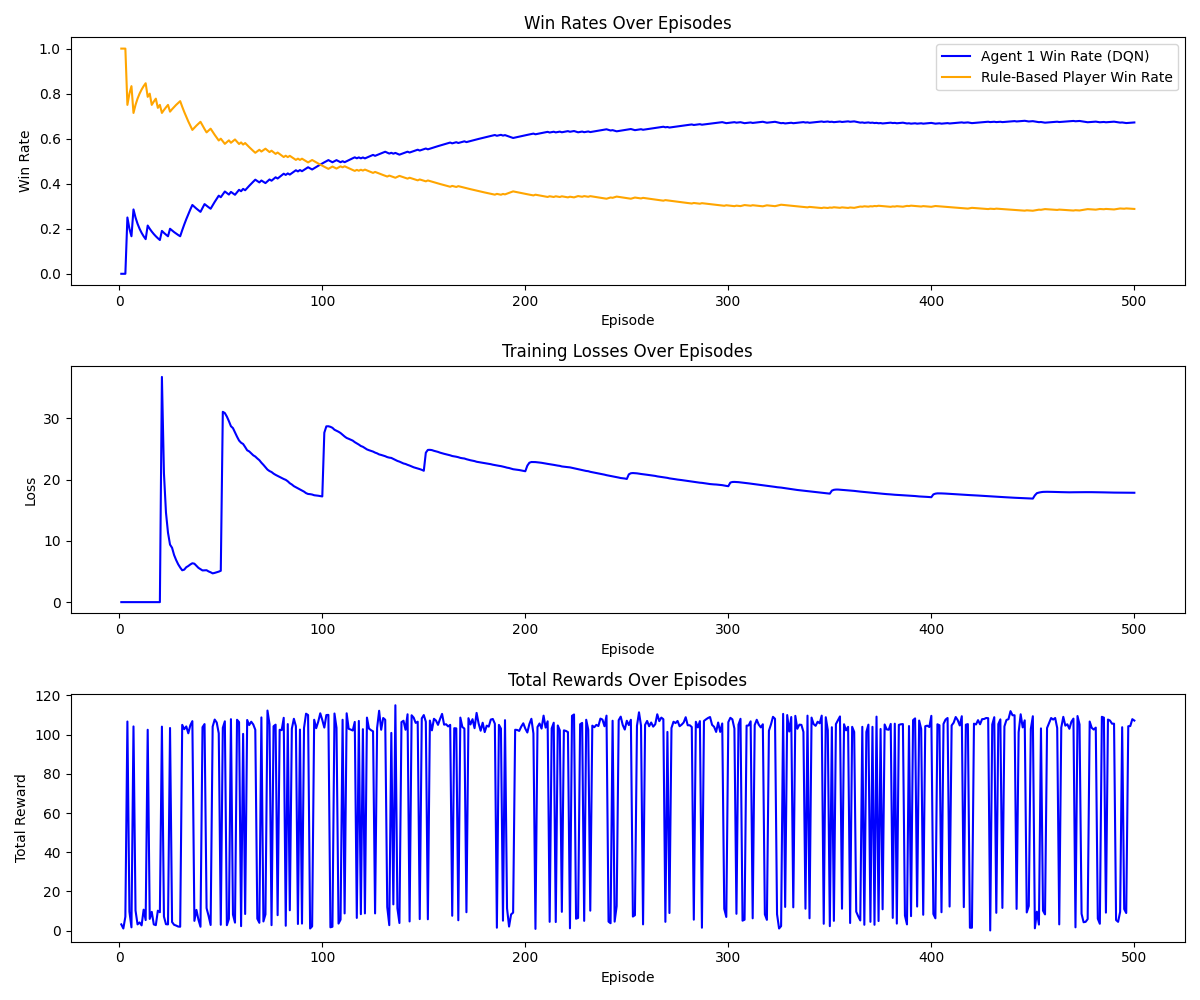 Win Rates Over Episodes
Win Rate
1.0
0.8
0.6
0.4
0.2
0.0
Agent 1 Win Rate (DQN)
Rule-Based Player Win Rate
0 100 200 300 400 500
Episode
Training Losses Over Episodes
Loss
30
20
10
0
0 100 200 300 400 500
Episode
Total Rewards Over Episodes
Total Reward
120
100
80
60
40
20
0
0 100 200 300 400 500
Episode